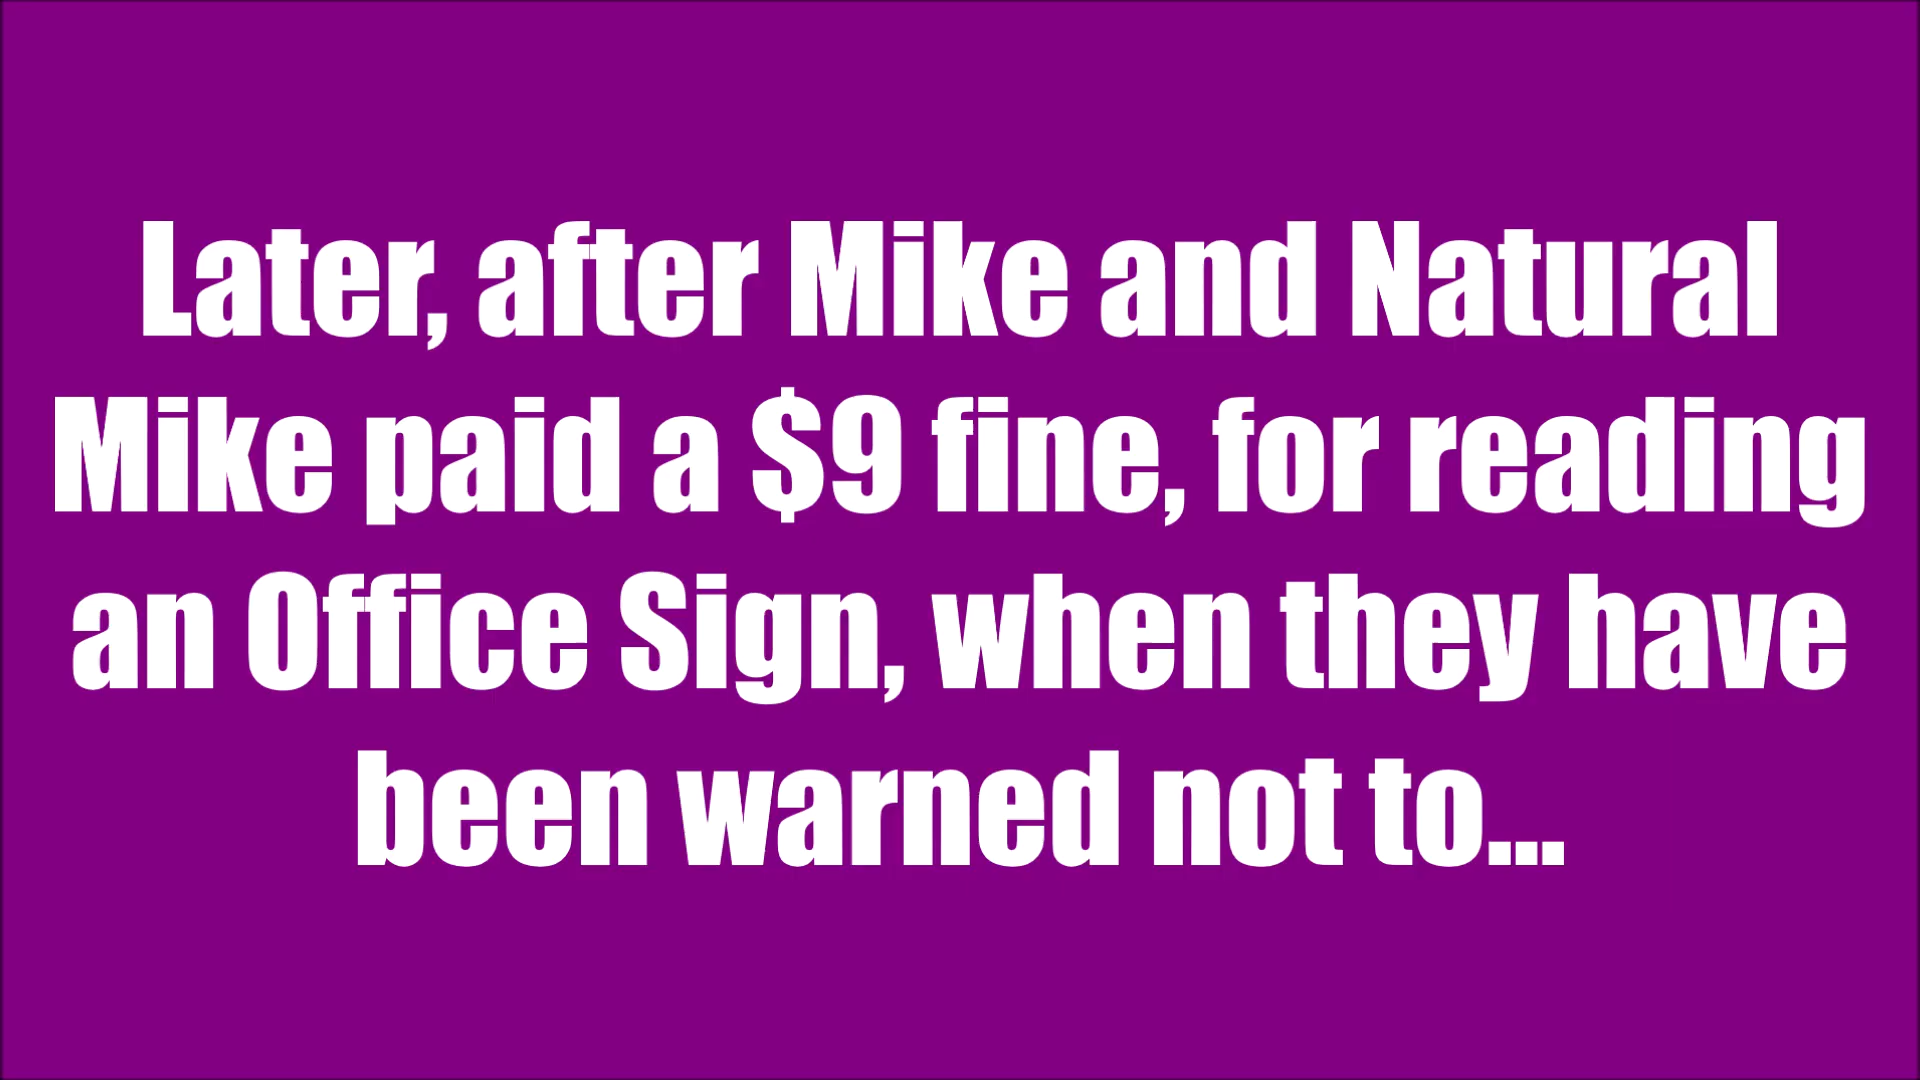 Later, after Mike and Natural
Mike paid a $9 fine, for reading
an Office Sign, when they have
been warned not to...